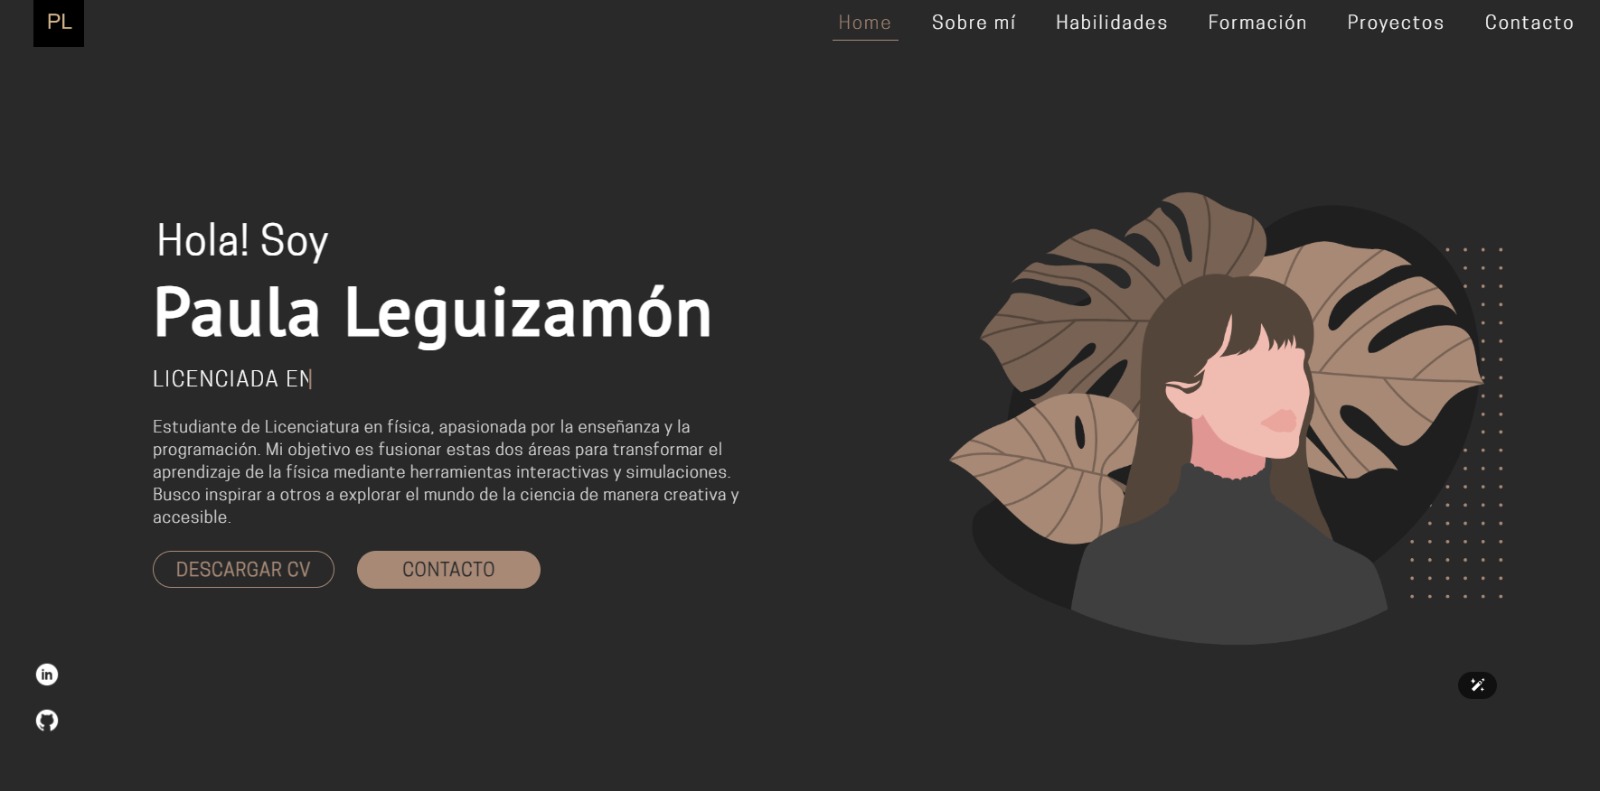 PL
Home
Sobre mí
Habilidades
Formación
Proyectos
Contacto
Hola! Soy
Paula Leguizamón
LICENCIADA EN
Estudiante de Licenciatura en física, apasionada por la enseñanza y la
programación. Mi objetivo es fusionar estas dos áreas para transformar el
aprendizaje de la física mediante herramientas interactivas y simulaciones.
Busco inspirar a otros a explorar el mundo de la ciencia de manera creativa y
accesible.
DESCARGAR CV
CONTACTO
in